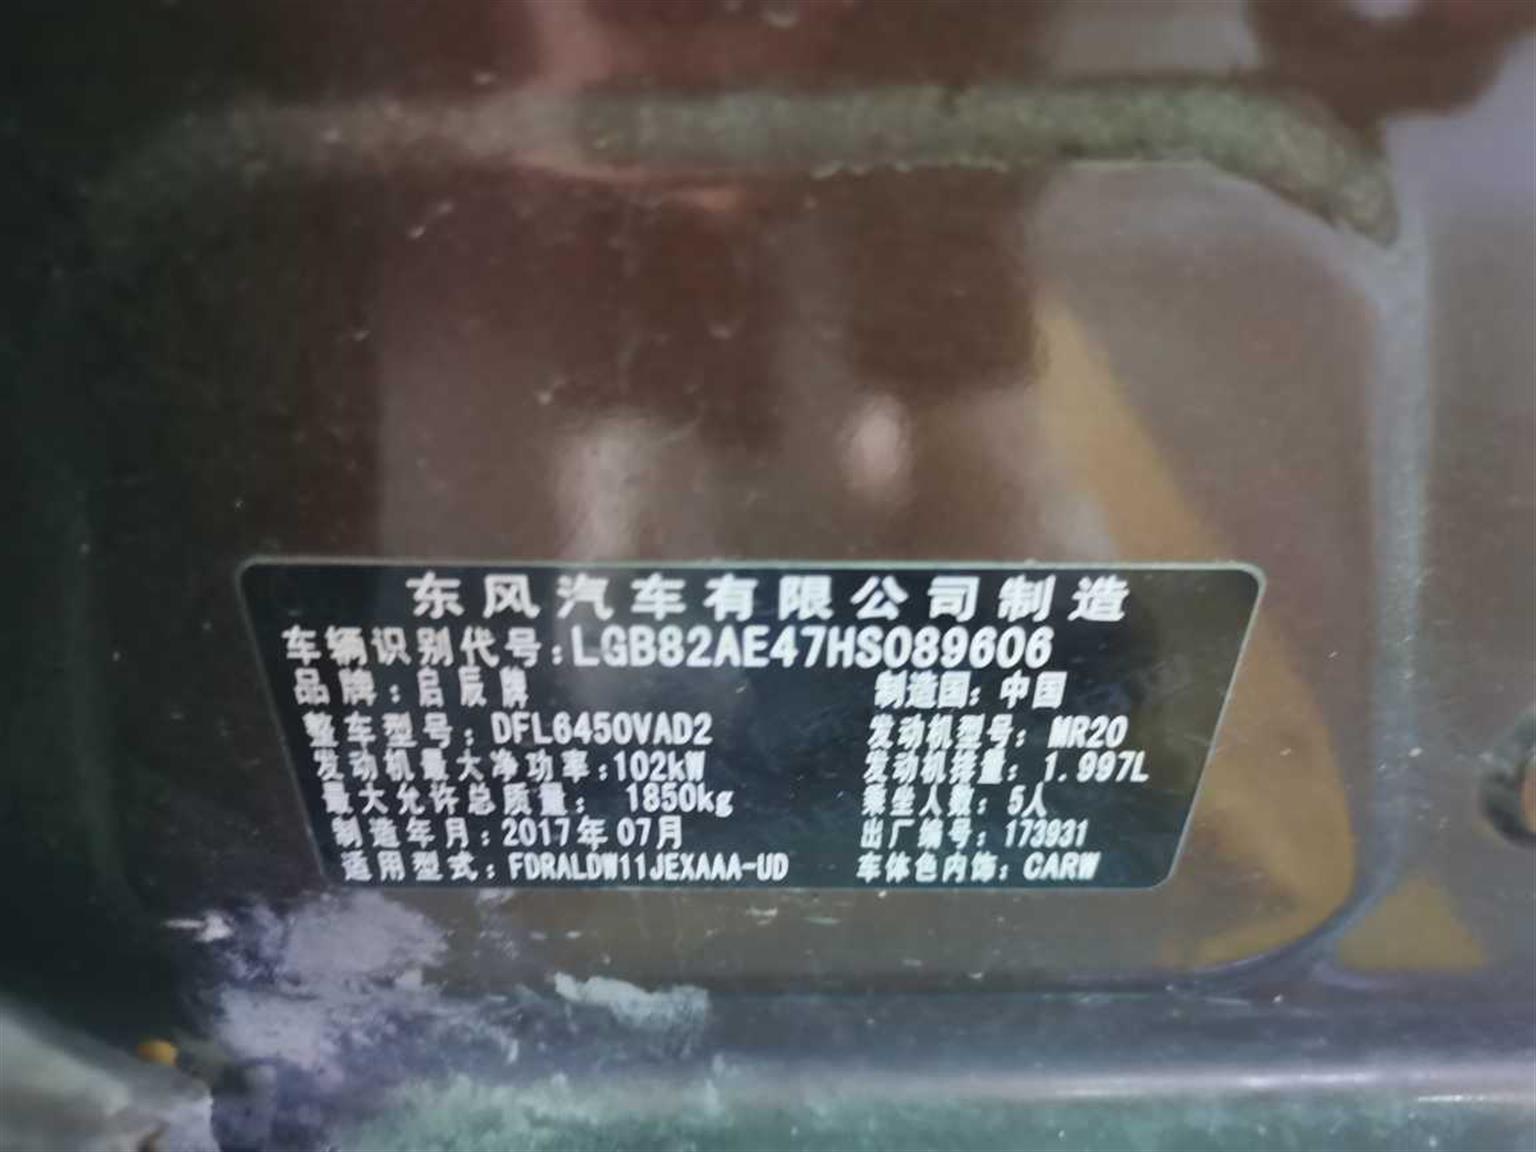 东风汽车有限公司制造
车辆识别代号:LGB82AE47HS089606
品牌:启辰牌 制造国:中国
整车型号:DFL6450VAD2 发动机型号:MR20
发动机最大净功率:102kW 发动机排量:1.997L
最大允许总质量: 1850kg 乘坐人数:5人
制造年月:2017年07月 出厂编号:173931
适用型式:FDRALDW11JEXAAA-UD 车体色内饰:CARW